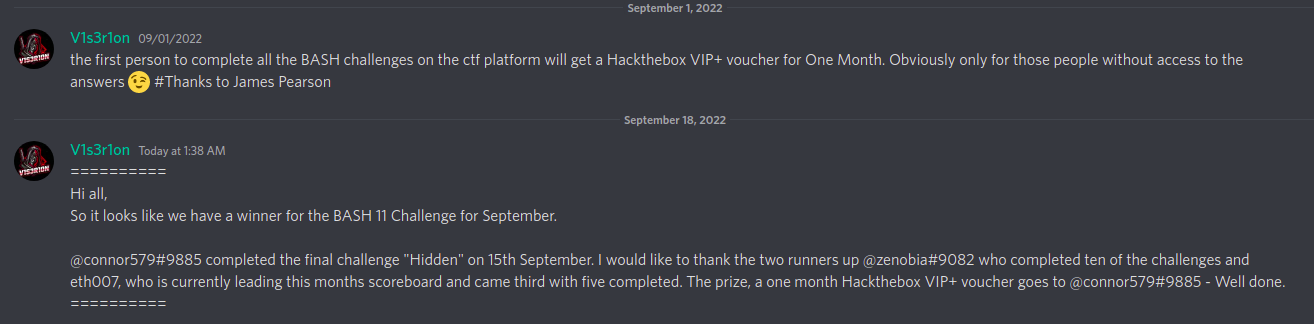 September 1, 2022
V1s3r1on 09/01/2022
the first person to complete all the BASH challenges on the ctf platform will get a Hackthebox VIP+ voucher for One Month. Obviously only for those people without access to the
answers 😉 #Thanks to James Pearson
September 18, 2022
V1s3r1on Today at 1:38 AM
==========
Hi all,
So it looks like we have a winner for the BASH 11 Challenge for September.
@connor579#9885 completed the final challenge "Hidden" on 15th September. I would like to thank the two runners up @zenobia#9082 who completed ten of the challenges and
eth007, who is currently leading this months scoreboard and came third with five completed. The prize, a one month Hackthebox VIP+ voucher goes to @connor579#9885 - Well done.
==========